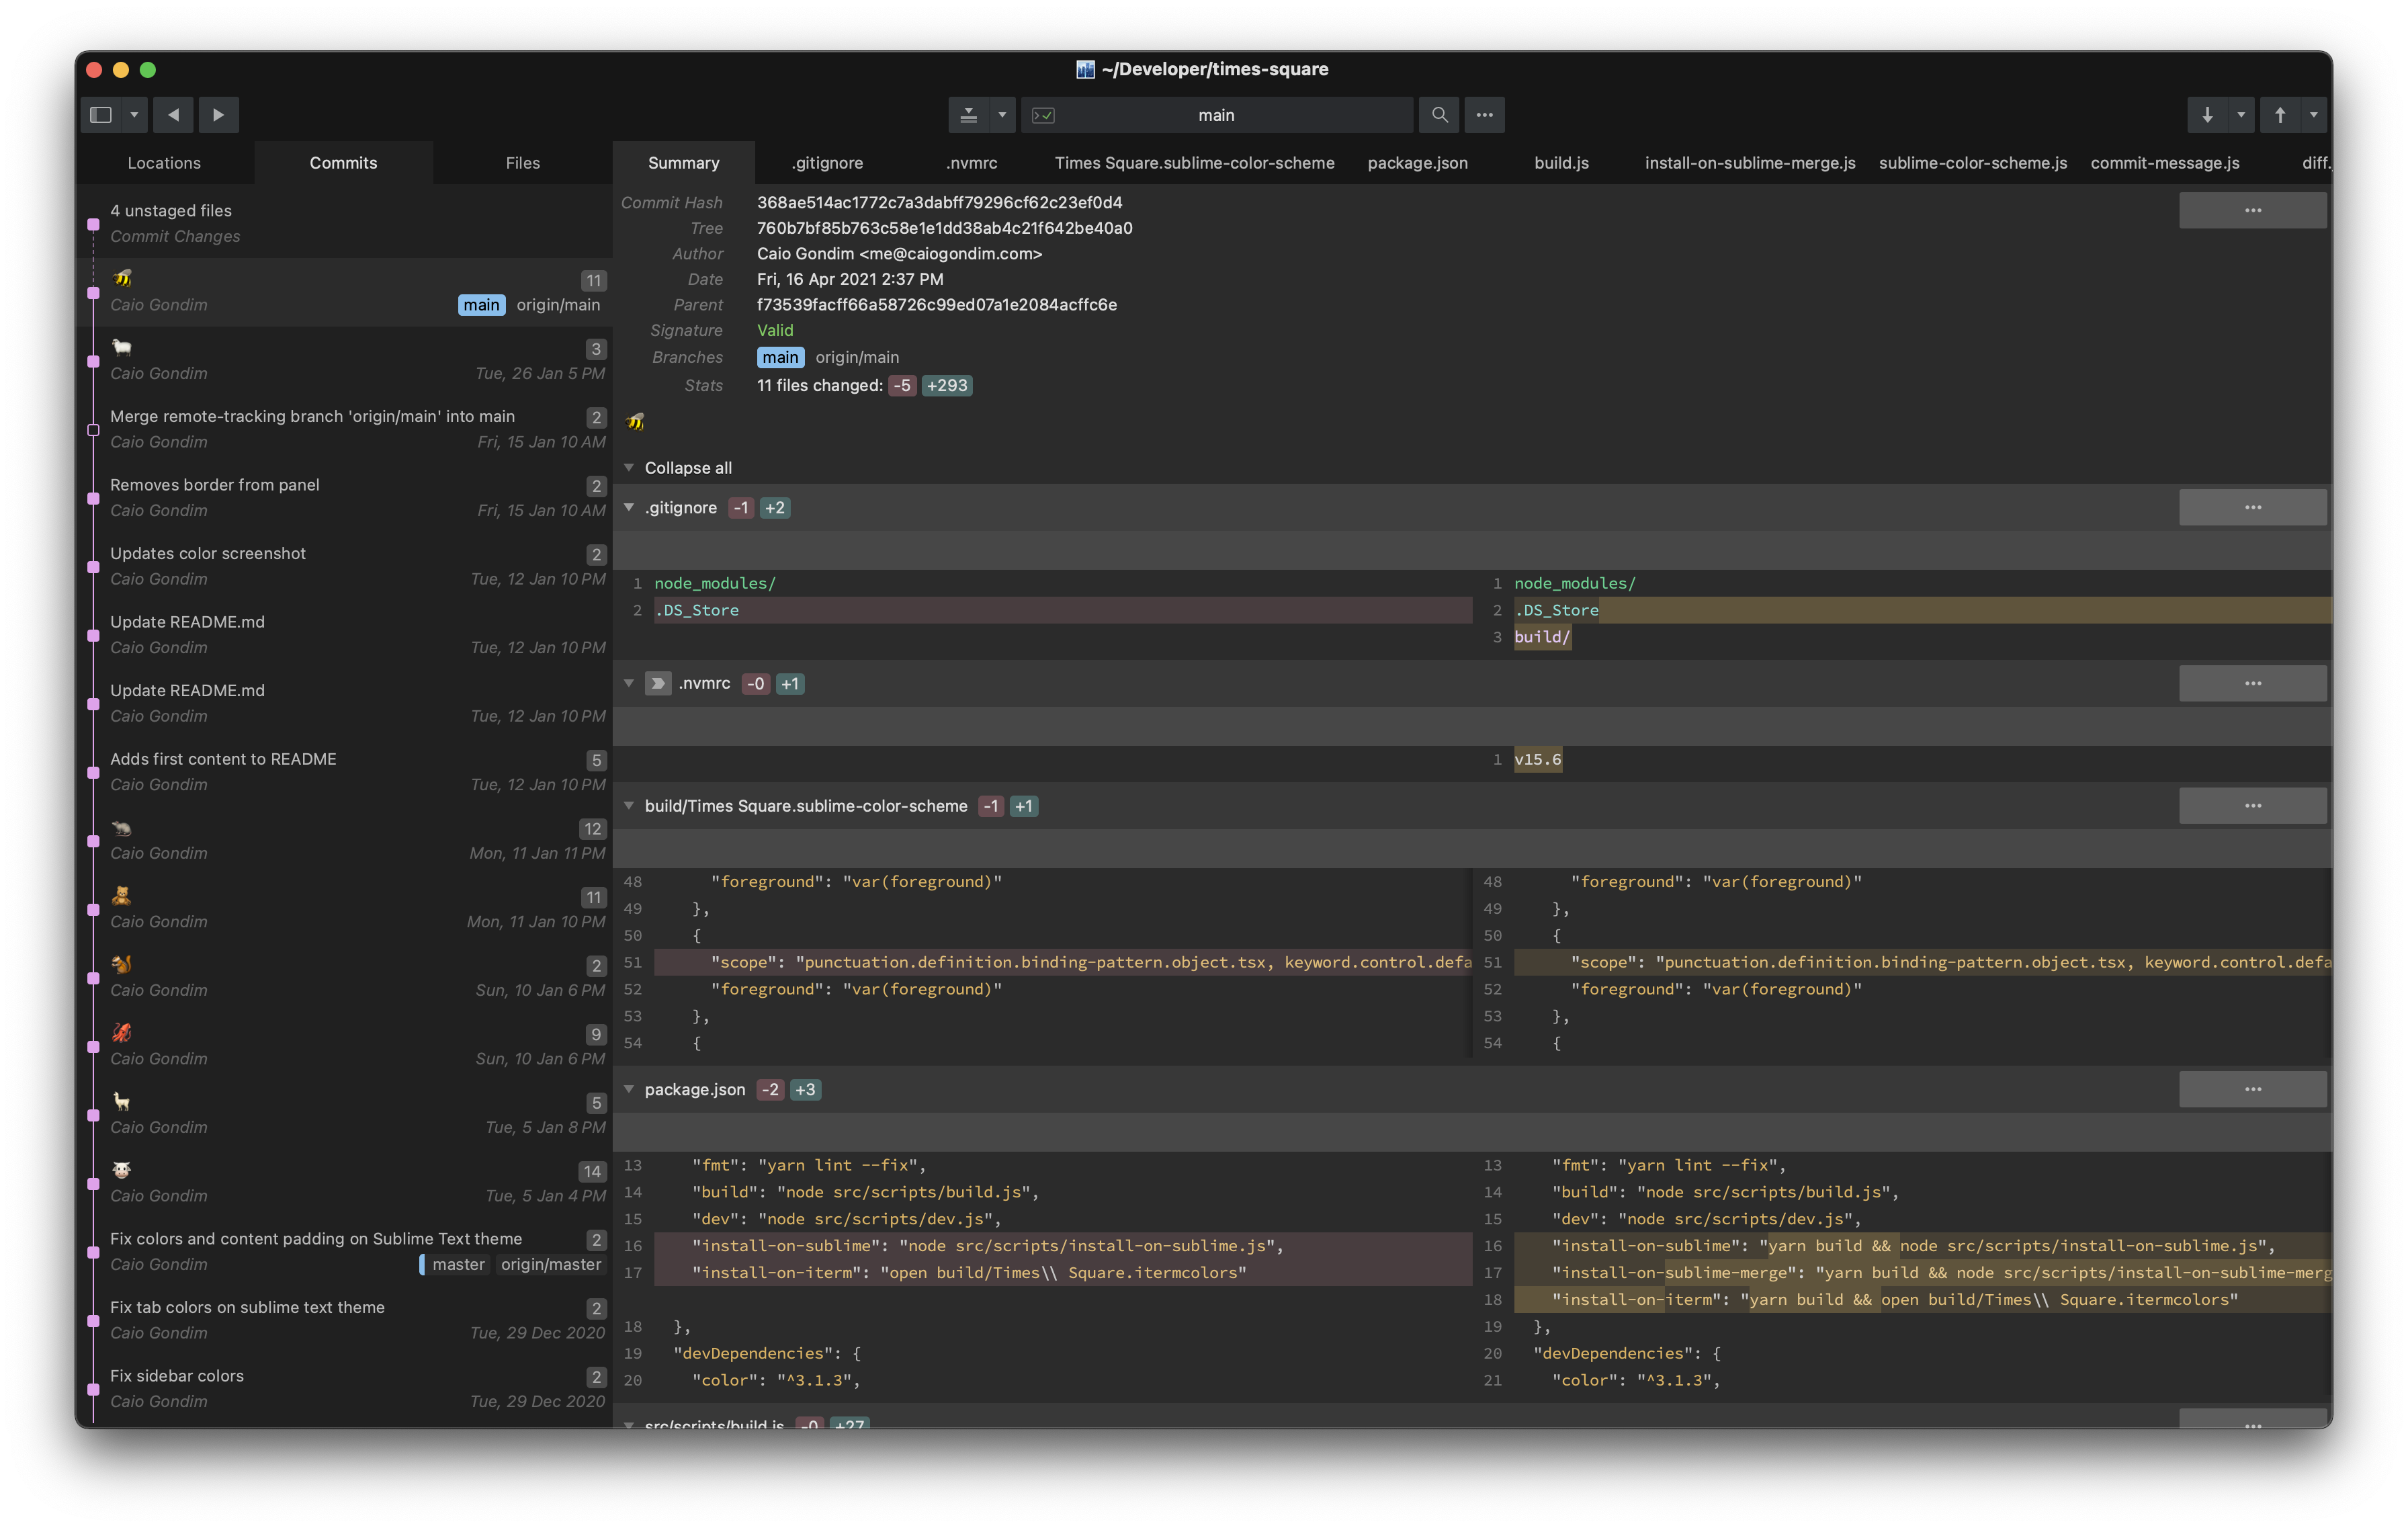 ~/Developer/times-square
main
Locations
Commits
Files
Summary
.gitignore
.nvmrc
Times Square.sublime-color-scheme
package.json
build.js
install-on-sublime-merge.js
sublime-color-scheme.js
commit-message.js
diff.
4 unstaged files
Commit Changes
11
Caio Gondim
main origin/main
3
Caio Gondim
Tue, 26 Jan 5 PM
Merge remote-tracking branch 'origin/main' into main
2
Caio Gondim
Fri, 15 Jan 10 AM
Removes border from panel
2
Caio Gondim
Fri, 15 Jan 10 AM
Updates color screenshot
2
Caio Gondim
Tue, 12 Jan 10 PM
Update README.md
Caio Gondim
Tue, 12 Jan 10 PM
Update README.md
Caio Gondim
Tue, 12 Jan 10 PM
Adds first content to README
5
Caio Gondim
Tue, 12 Jan 10 PM
12
Caio Gondim
Mon, 11 Jan 11 PM
11
Caio Gondim
Mon, 11 Jan 10 PM
2
Caio Gondim
Sun, 10 Jan 6 PM
9
Caio Gondim
Sun, 10 Jan 6 PM
5
Caio Gondim
Tue, 5 Jan 8 PM
14
Caio Gondim
Tue, 5 Jan 4 PM
Fix colors and content padding on Sublime Text theme
2
Caio Gondim
master origin/master
Fix tab colors on sublime text theme
2
Caio Gondim
Tue, 29 Dec 2020
Fix sidebar colors
2
Caio Gondim
Tue, 29 Dec 2020
Commit Hash 368ae514ac1772c7a3dabff79296cf62c23ef0d4
Tree 760b7bf85b763c58e1e1dd38ab4c21f642be40a0
Author Caio Gondim <me@caiogondim.com>
Date Fri, 16 Apr 2021 2:37 PM
Parent f73539facff66a58726c99ed07a1e2084acffc6e
Signature Valid
Branches main origin/main
Stats 11 files changed: -5 +293
Collapse all
.gitignore -1 +2
1 node_modules/
2 .DS_Store
1 node_modules/
2 .DS_Store
3 build/
.nvmrc -0 +1
1 v15.6
build/Times Square.sublime-color-scheme -1 +1
48 "foreground": "var(foreground)"
49 },
50 {
51 "scope": "punctuation.definition.binding-pattern.object.tsx, keyword.control.defa
52 "foreground": "var(foreground)"
53 },
54 {
48 "foreground": "var(foreground)"
49 },
50 {
51 "scope": "punctuation.definition.binding-pattern.object.tsx, keyword.control.defa
52 "foreground": "var(foreground)"
53 },
54 {
package.json -2 +3
13 "fmt": "yarn lint --fix",
14 "build": "node src/scripts/build.js",
15 "dev": "node src/scripts/dev.js",
16 "install-on-sublime": "node src/scripts/install-on-sublime.js",
17 "install-on-iterm": "open build/Times\\ Square.itermcolors"
18 },
19 "devDependencies": {
20 "color": "^3.1.3",
13 "fmt": "yarn lint --fix",
14 "build": "node src/scripts/build.js",
15 "dev": "node src/scripts/dev.js",
16 "install-on-sublime": "yarn build && node src/scripts/install-on-sublime.js",
17 "install-on-sublime-merge": "yarn build && node src/scripts/install-on-sublime-merg
18 "install-on-iterm": "yarn build && open build/Times\\ Square.itermcolors"
19 },
20 "devDependencies": {
21 "color": "^3.1.3",
src/scripts/build.js -0 +27